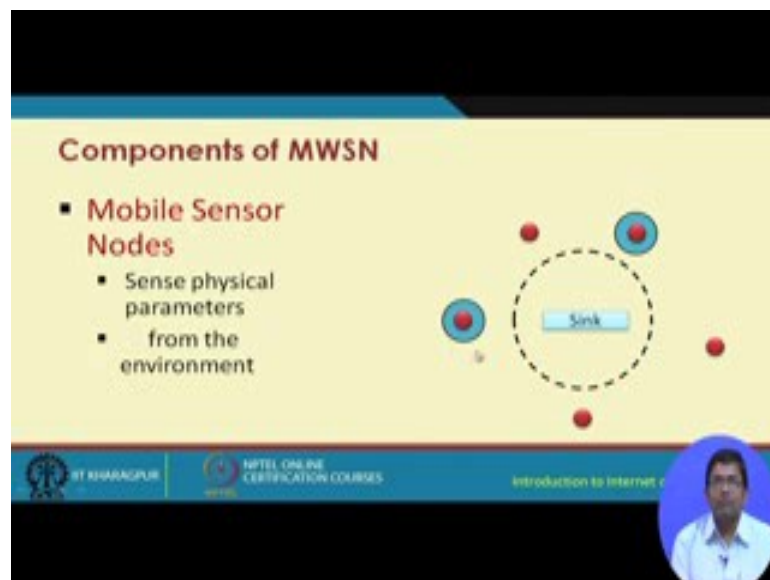 Components of MWSN
▪ Mobile Sensor
Nodes
▪ Sense physical
parameters
▪ from the
environment
Sink
IIT KHARAGPUR
NPTEL ONLINE
CERTIFICATION COURSES
NPTEL
Introduction to Internet